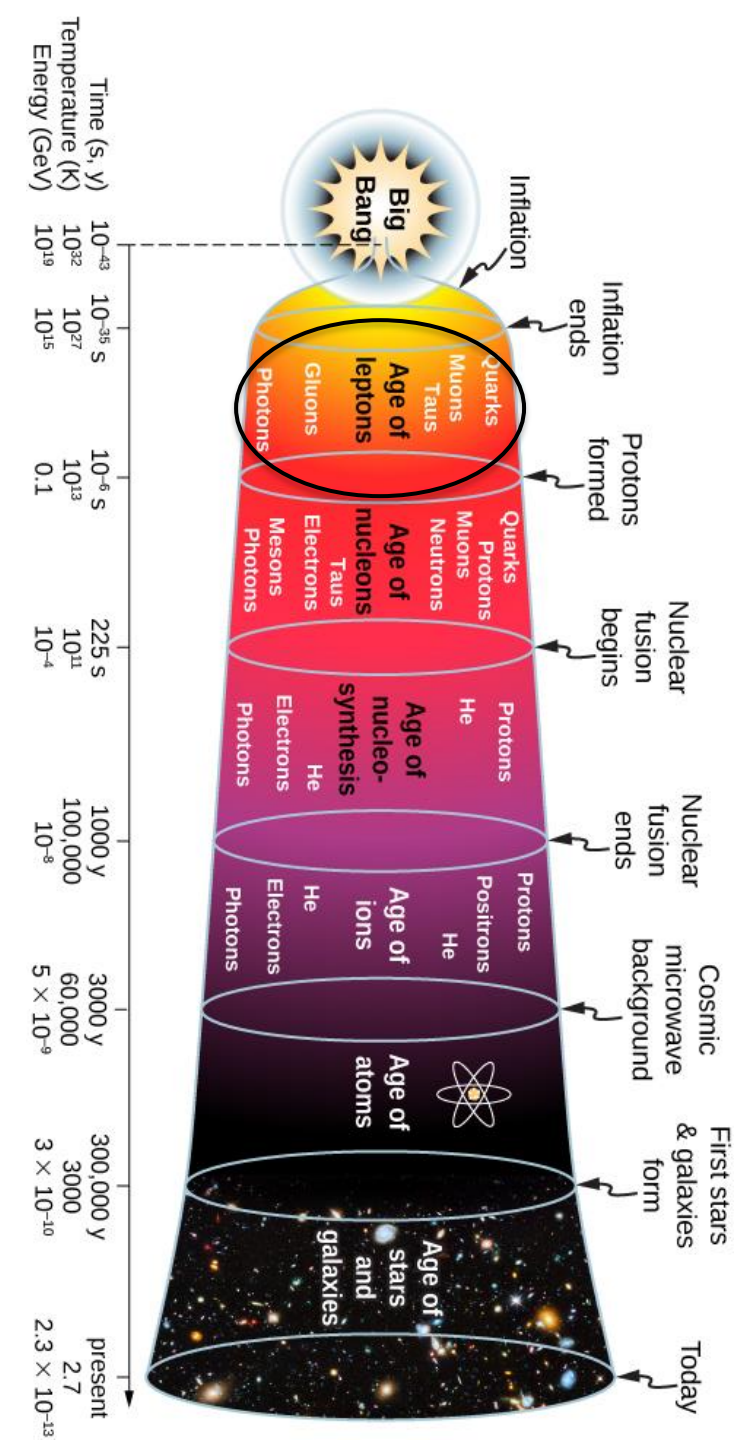 Inflation
Inflation
ends
Protons
formed
Nuclear
fusion
begins
Nuclear
fusion
ends
Cosmic
microwave
background
First stars
& galaxies
form
Today
Big
Bang
Quarks
Muons
Taus
Age of
leptons
Gluons
Photons
Quarks
Protons
Muons
Neutrons
Age of
nucleons
Taus
Electrons
Mesons
Photons
Protons
He
Age of
nucleo-
synthesis
He
Electrons
Photons
Protons
Positrons
He
Age of
ions
He
Electrons
Photons
Age of
atoms
Age of
stars
and
galaxies
Time (s, y) 10⁻⁴³ 10⁻³⁵ s 10⁻⁶ s 225 s 1000 y 3000 y 300,000 y present
Temperature (K) 10³² 10²⁷ 10¹³ 10¹¹ 100,000 60,000 3000 2.7
Energy (GeV) 10¹⁹ 10¹⁵ 0.1 10⁻⁴ 10⁻⁸ 5 × 10⁻⁹ 3 × 10⁻¹⁰ 2.3 × 10⁻¹³